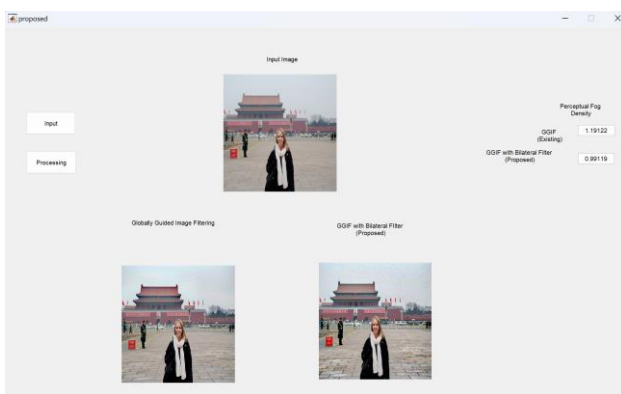 proposed
Input Image
Input
Processing
Perceptual Fog
Density
GGIF
(Existing)
1.19122
GGIF with Bilateral Filter
(Proposed)
0.99119
Globally Guided Image Filtering
GGIF with Bilateral Filter
(Proposed)